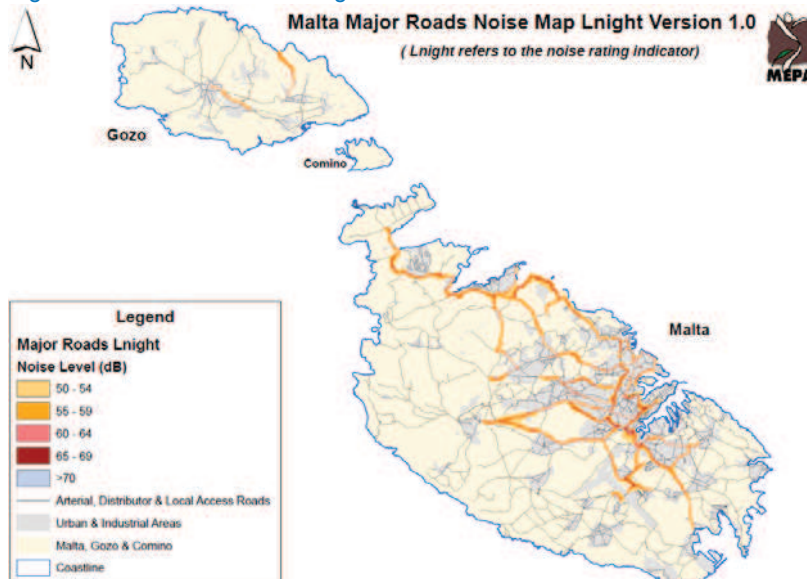 Malta Major Roads Noise Map Lnight Version 1.0
( Lnight refers to the noise rating indicator)
N
MEPA
Gozo
Comino
Malta
Legend
Major Roads Lnight
Noise Level (dB)
50 - 54
55 - 59
60 - 64
65 - 69
>70
Arterial, Distributor & Local Access Roads
Urban & Industrial Areas
Malta, Gozo & Comino
Coastline